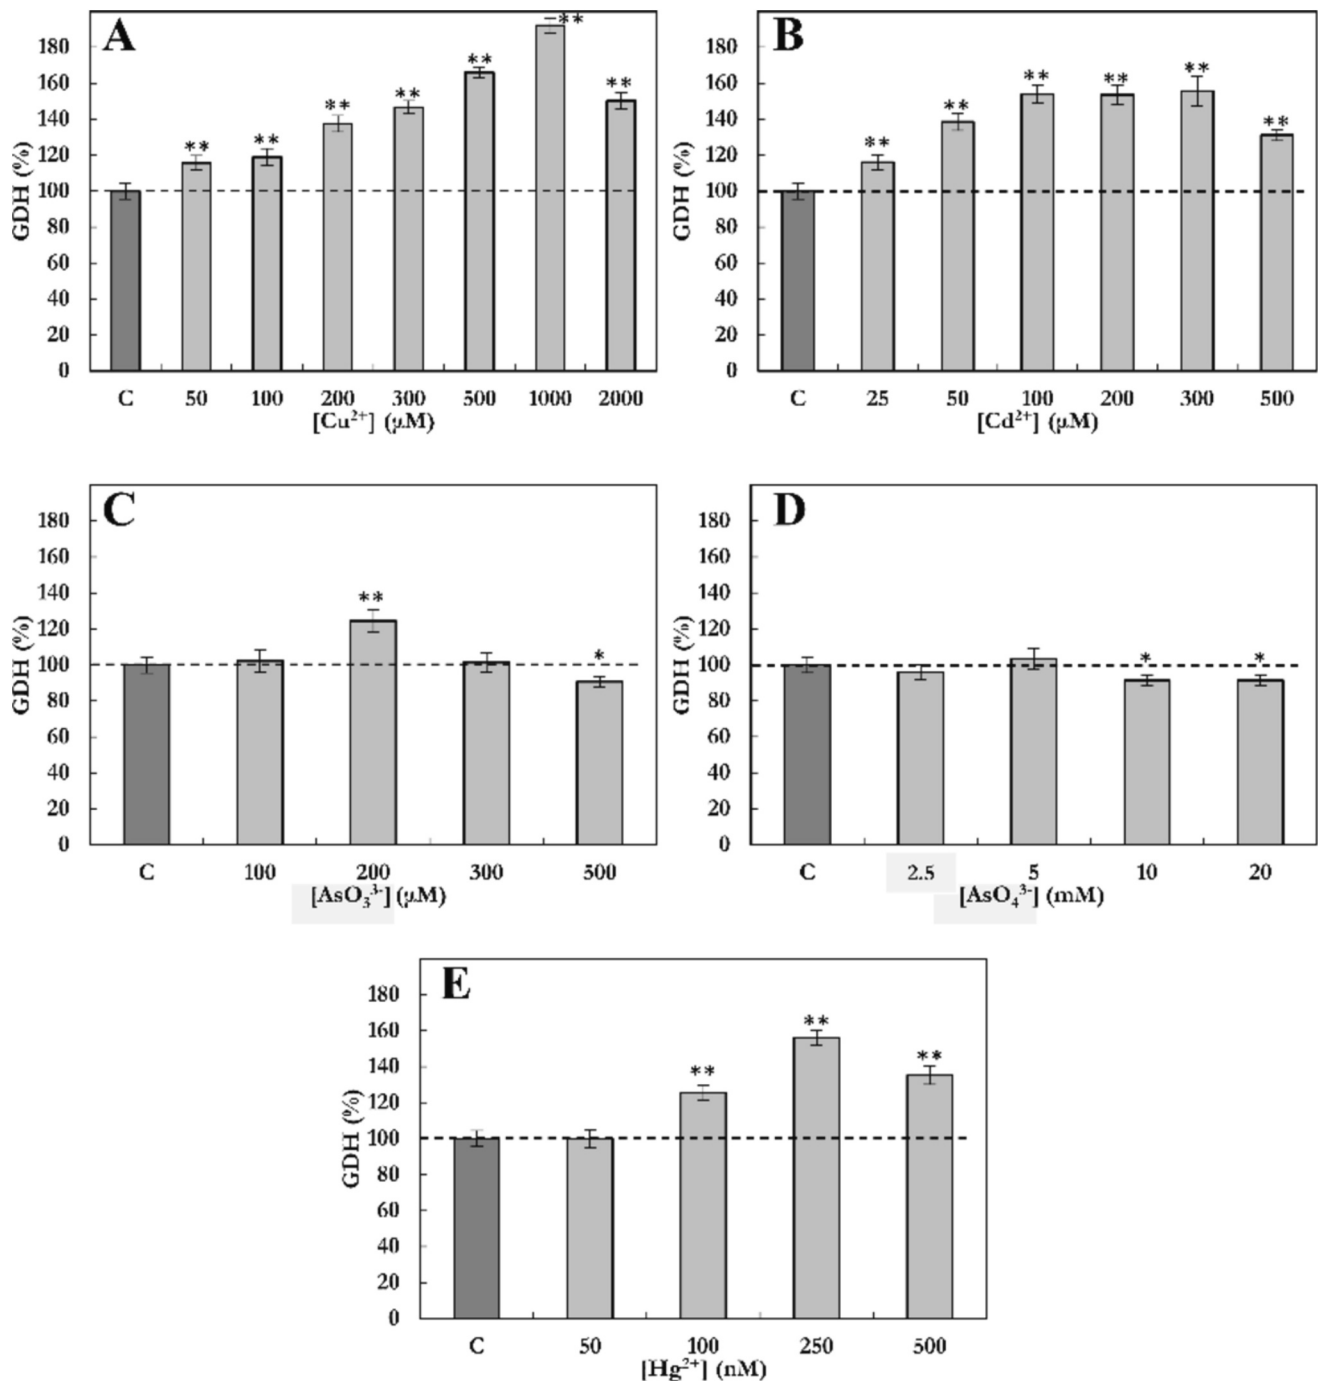 A
GDH (%)
180
160
140
120
100
80
60
40
20
0
** ** ** ** ** ** **
C 50 100 200 300 500 1000 2000
[Cu²⁺] (µM)
B
GDH (%)
180
160
140
120
100
80
60
40
20
0
** ** ** ** ** **
C 25 50 100 200 300 500
[Cd²⁺] (µM)
C
GDH (%)
180
160
140
120
100
80
60
40
20
0
** *
C 100 200 300 500
[AsO₃³⁻] (µM)
D
GDH (%)
180
160
140
120
100
80
60
40
20
0
* *
C 2.5 5 10 20
[AsO₄³⁻] (mM)
E
GDH (%)
180
160
140
120
100
80
60
40
20
0
** ** **
C 50 100 250 500
[Hg²⁺] (nM)